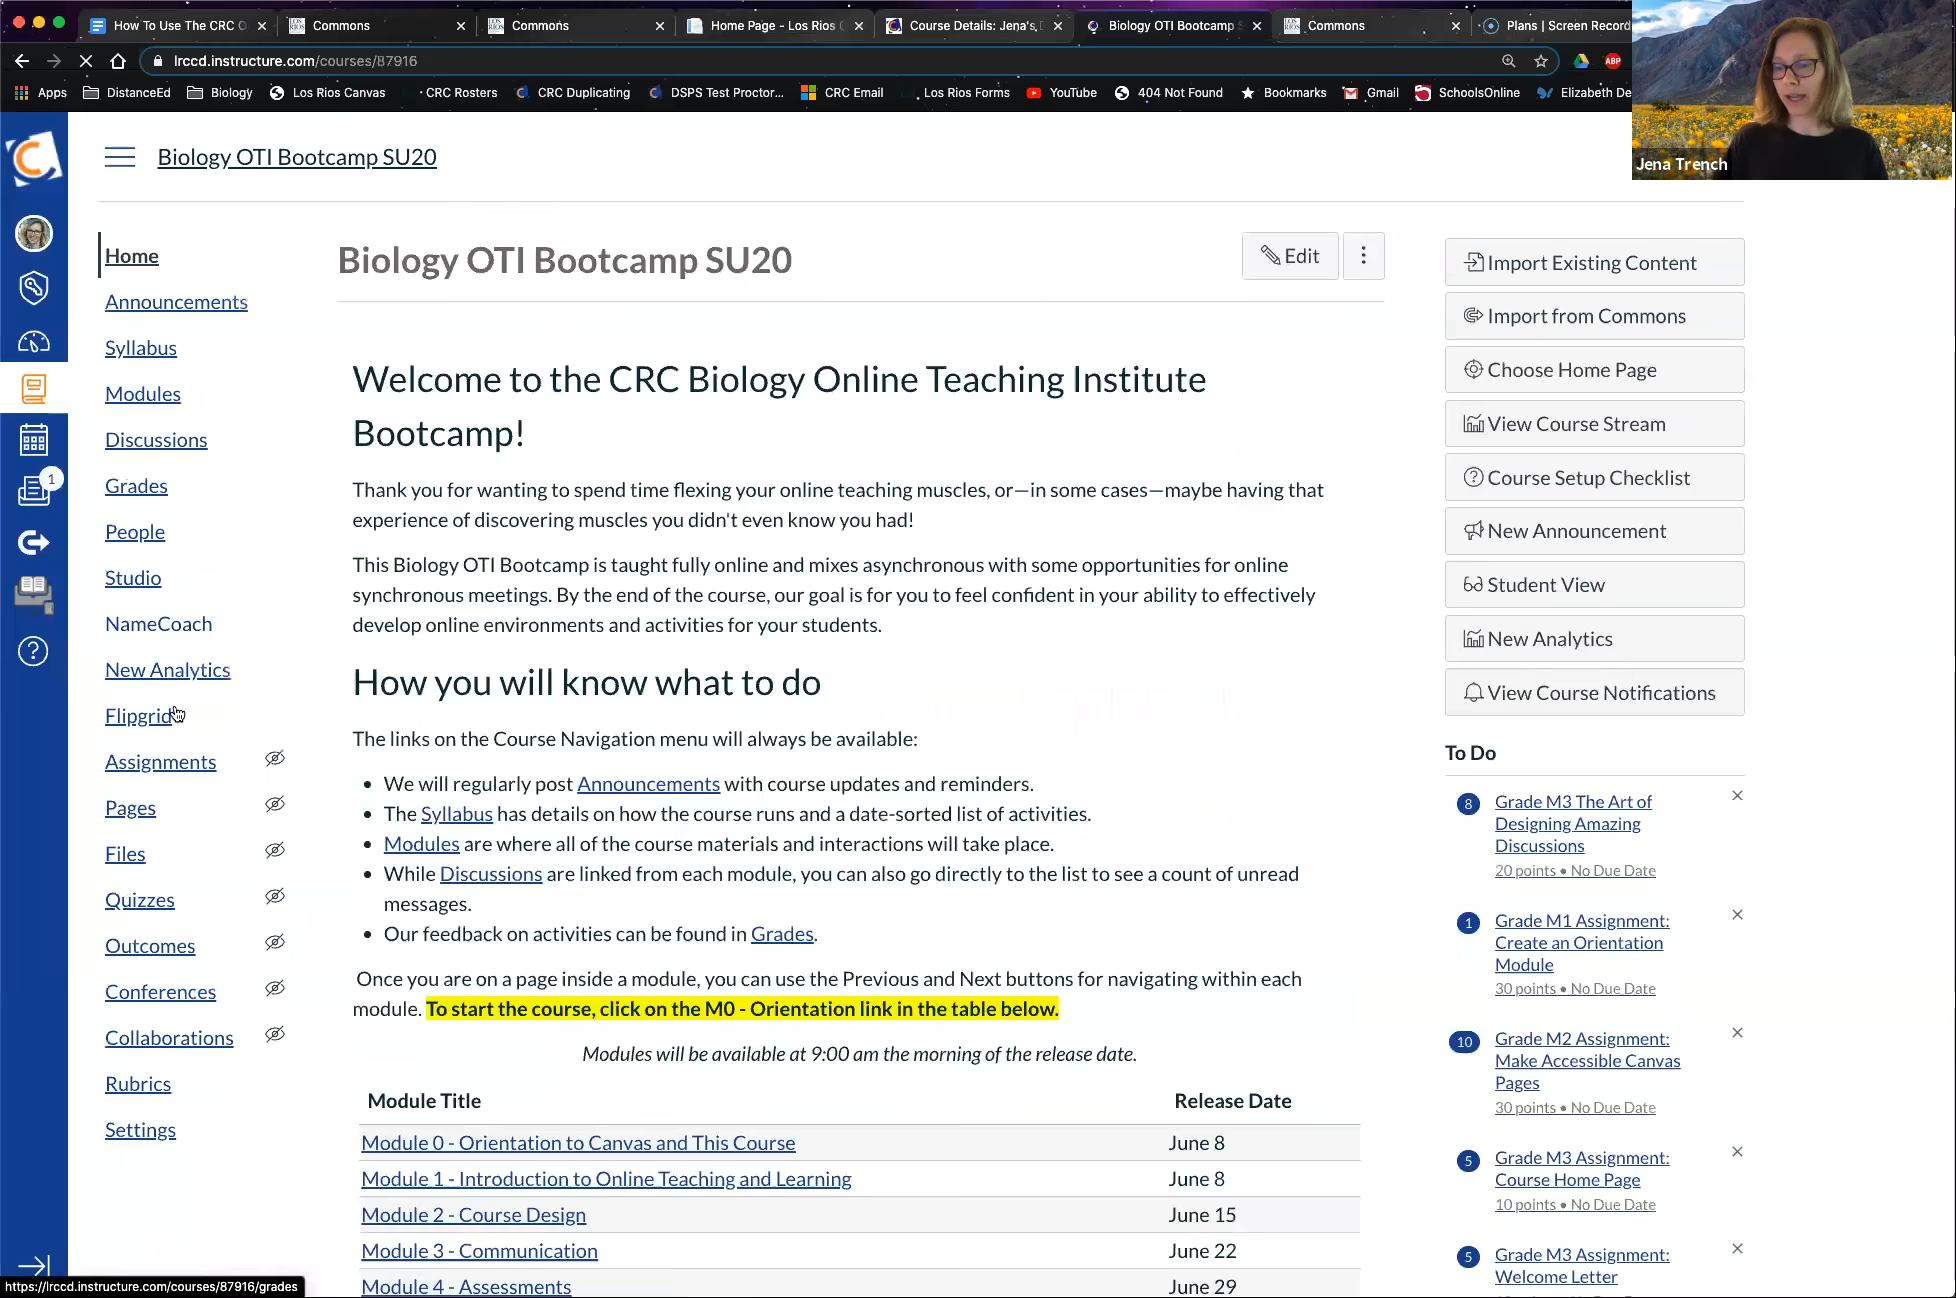 How To Use The CRC O
Commons
Commons
Home Page - Los Rios C
Course Details: Jena's
Biology OTI Bootcamp S
Commons
Plans | Screen Record
lrccd.instructure.com/courses/87916
ABP
Apps
DistanceEd
Biology
Los Rios Canvas
CRC Rosters
CRC Duplicating
DSPS Test Proctor...
CRC Email
Los Rios Forms
YouTube
404 Not Found
Bookmarks
Gmail
SchoolsOnline
Elizabeth De
Jena Trench
Biology OTI Bootcamp SU20
1
Home
Announcements
Syllabus
Modules
Discussions
Grades
People
Studio
NameCoach
New Analytics
Flipgrid
Assignments
Pages
Files
Quizzes
Outcomes
Conferences
Collaborations
Rubrics
Settings
Biology OTI Bootcamp SU20
Edit
Welcome to the CRC Biology Online Teaching Institute
Bootcamp!
Thank you for wanting to spend time flexing your online teaching muscles, or—in some cases—maybe having that
experience of discovering muscles you didn't even know you had!
This Biology OTI Bootcamp is taught fully online and mixes asynchronous with some opportunities for online
synchronous meetings. By the end of the course, our goal is for you to feel confident in your ability to effectively
develop online environments and activities for your students.
How you will know what to do
The links on the Course Navigation menu will always be available:
• We will regularly post Announcements with course updates and reminders.
• The Syllabus has details on how the course runs and a date-sorted list of activities.
• Modules are where all of the course materials and interactions will take place.
• While Discussions are linked from each module, you can also go directly to the list to see a count of unread
messages.
• Our feedback on activities can be found in Grades.
Once you are on a page inside a module, you can use the Previous and Next buttons for navigating within each
module. To start the course, click on the M0 - Orientation link in the table below.
Modules will be available at 9:00 am the morning of the release date.
Module Title Release Date
Module 0 - Orientation to Canvas and This Course June 8
Module 1 - Introduction to Online Teaching and Learning June 8
Module 2 - Course Design June 15
Module 3 - Communication June 22
Module 4 - Assessments June 29
Import Existing Content
Import from Commons
Choose Home Page
View Course Stream
Course Setup Checklist
New Announcement
Student View
New Analytics
View Course Notifications
To Do
8 Grade M3 The Art of
Designing Amazing
Discussions
20 points • No Due Date
1 Grade M1 Assignment:
Create an Orientation
Module
30 points • No Due Date
10 Grade M2 Assignment:
Make Accessible Canvas
Pages
30 points • No Due Date
5 Grade M3 Assignment:
Course Home Page
10 points • No Due Date
5 Grade M3 Assignment:
Welcome Letter
https://lrccd.instructure.com/courses/87916/grades